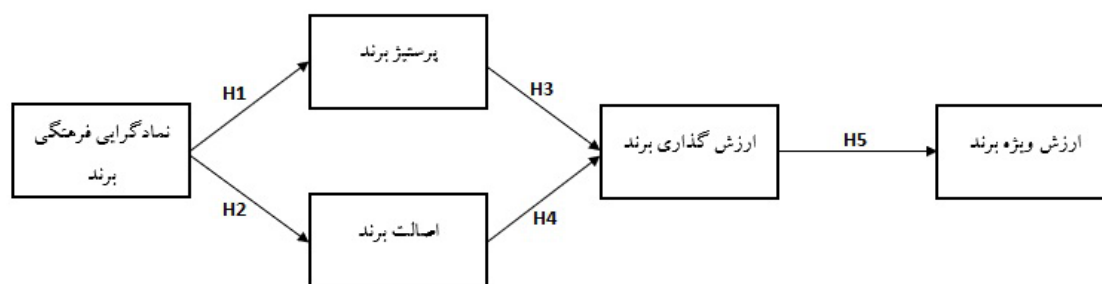 پرستیژ برند
H1
H3
نمادگرایی فرهنگی
برند
ارزش گذاری برند
H5
ارزش ویژه برند
H2
H4
اصالت برند